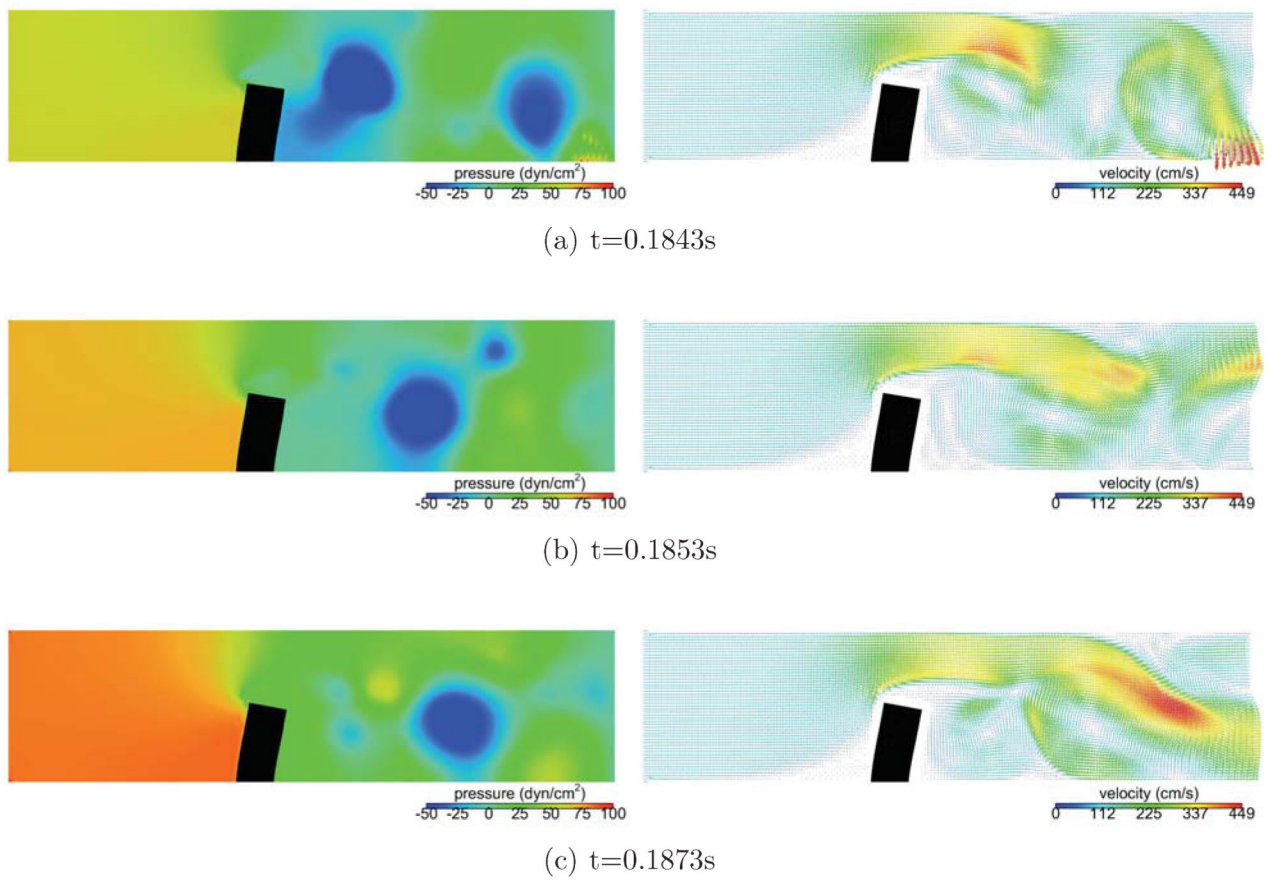 pressure (dyn/cm²)
-50 -25 0 25 50 75 100
velocity (cm/s)
0 112 225 337 449
(a) t=0.1843s
pressure (dyn/cm²)
-50 -25 0 25 50 75 100
velocity (cm/s)
0 112 225 337 449
(b) t=0.1853s
pressure (dyn/cm²)
-50 -25 0 25 50 75 100
velocity (cm/s)
0 112 225 337 449
(c) t=0.1873s